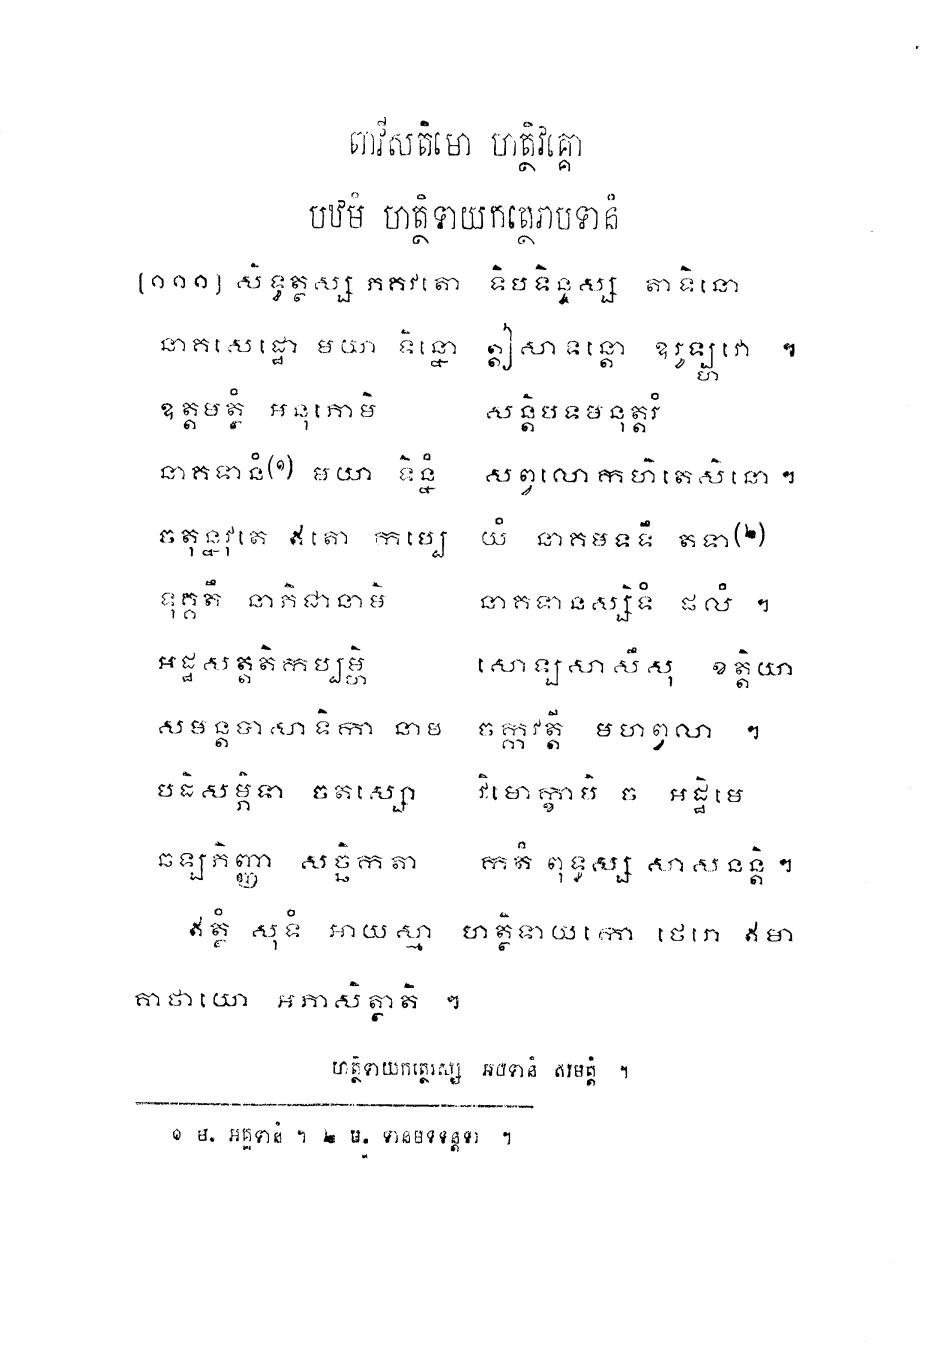 ពាវីសតិមោ ហត្ថិវគ្គោ
បឋមំ ហត្ថិទាយកត្ថេរាបទានំ
[១១១] សិទ្ធត្ថស្ស ភគវតោ ទិបទិន្ទស្ស តាទិនោ
នាគសេដ្ឋោ មយា ទិន្នោ ឦសាទន្តោ ឧរូឡ្ហវោ ។
ឧត្តមត្ថំ អនុភោមិ សន្តិបទមនុត្តរំ
នាគទានំ(១) មយា ទិន្នំ សព្វលោកហិតេសិនោ ។
ចតុន្នវុតេ ឥតោ កប្បេ យំ នាគមទទឹ តទា(២)
ទុគ្គតឹ នាភិជានាមិ នាគទានស្សិទំ ផលំ ។
អដ្ឋសត្តតិកប្បម្ហិ សោឡសាសឹសុ ខត្តិយា
សមន្តបាសាទិកា នាម ចក្កវត្តី មហព្វលា ។
បដិសម្ភិទា ចតស្សោ វិមោក្ខាបិ ច អដ្ឋិមេ
ឆឡភិញ្ញា សច្ឆិកតា កតំ ពុទ្ធស្ស សាសនន្តិ ។
ឥត្ថំ សុទំ អាយស្មា ហត្ថិទាយកោ ថេរោ ឥមា
គាថាយោ អភាសិត្ថាតិ ។
ហត្ថិទាយកត្ថេរស្ស អបទានំ សមត្តំ ។
១ ម. អគ្គទានំ ។ ២ ម. ទានមទទន្តទា ។